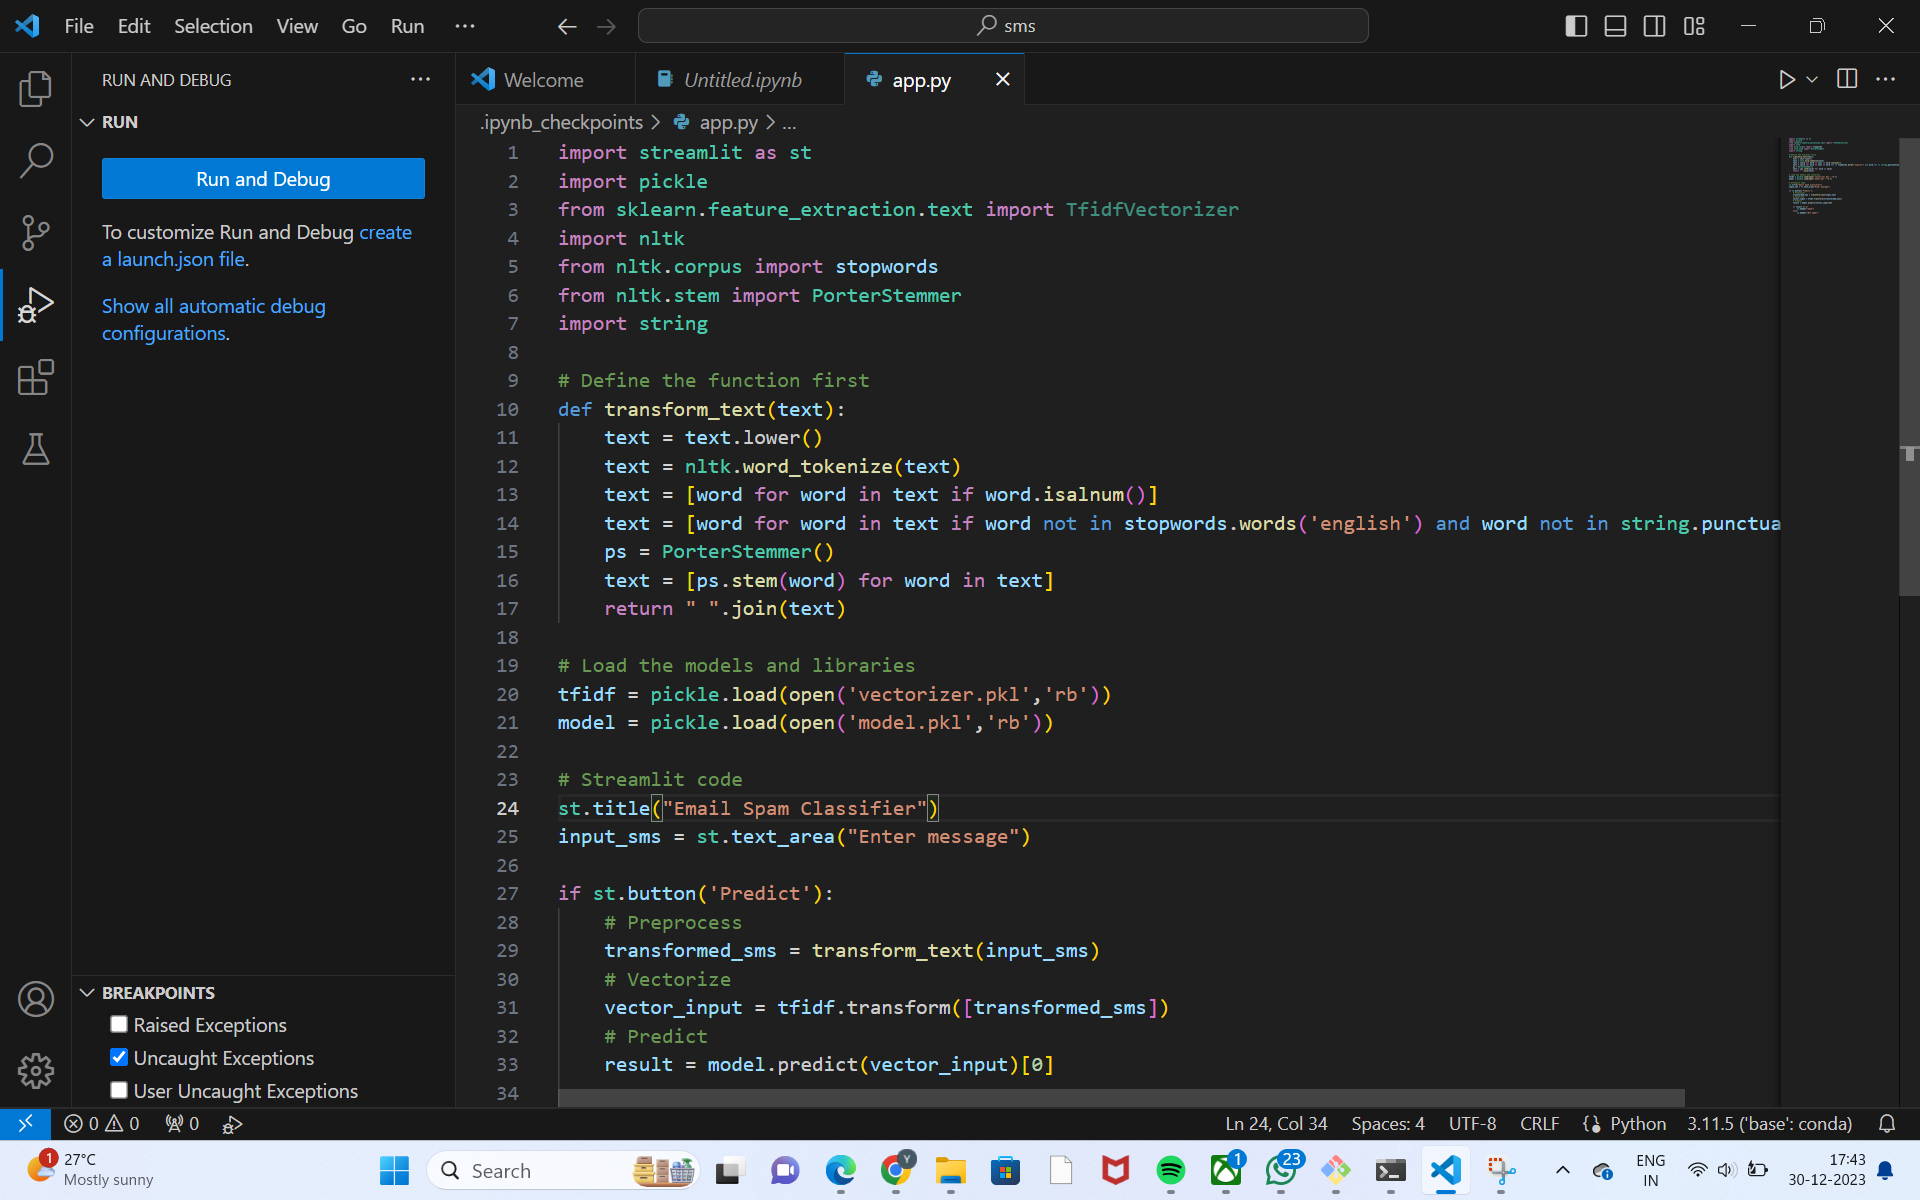 File Edit Selection View Go Run ··· sms
RUN AND DEBUG ···
Welcome Untitled.ipynb app.py
RUN
.ipynb_checkpoints > app.py > ...
Run and Debug
To customize Run and Debug create
a launch.json file.
Show all automatic debug
configurations.
1 import streamlit as st
2 import pickle
3 from sklearn.feature_extraction.text import TfidfVectorizer
4 import nltk
5 from nltk.corpus import stopwords
6 from nltk.stem import PorterStemmer
7 import string
8
9 # Define the function first
10 def transform_text(text):
11     text = text.lower()
12     text = nltk.word_tokenize(text)
13     text = [word for word in text if word.isalnum()]
14     text = [word for word in text if word not in stopwords.words('english') and word not in string.punctua
15     ps = PorterStemmer()
16     text = [ps.stem(word) for word in text]
17     return " ".join(text)
18
19 # Load the models and libraries
20 tfidf = pickle.load(open('vectorizer.pkl','rb'))
21 model = pickle.load(open('model.pkl','rb'))
22
23 # Streamlit code
24 st.title("Email Spam Classifier")
25 input_sms = st.text_area("Enter message")
26
27 if st.button('Predict'):
28     # Preprocess
29     transformed_sms = transform_text(input_sms)
30     # Vectorize
31     vector_input = tfidf.transform([transformed_sms])
32     # Predict
33     result = model.predict(vector_input)[0]
34
BREAKPOINTS
Raised Exceptions
Uncaught Exceptions
User Uncaught Exceptions
0 0 0 Ln 24, Col 34 Spaces: 4 UTF-8 CRLF Python 3.11.5 ('base': conda)
1 27°C
Mostly sunny
Search
Y
1
23
ENG
IN
17:43
30-12-2023